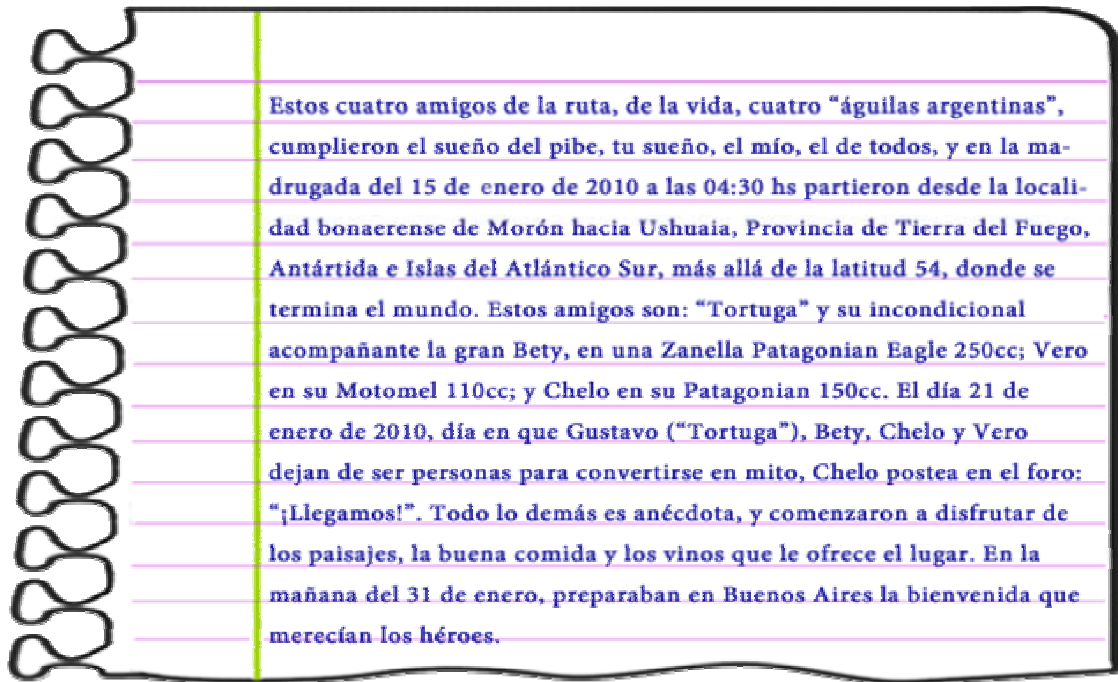 Estos cuatro amigos de la ruta, de la vida, cuatro “águilas argentinas”,
cumplieron el sueño del pibe, tu sueño, el mío, el de todos, y en la ma-
drugada del 15 de enero de 2010 a las 04:30 hs partieron desde la locali-
dad bonaerense de Morón hacia Ushuaia, Provincia de Tierra del Fuego,
Antártida e Islas del Atlántico Sur, más allá de la latitud 54, donde se
termina el mundo. Estos amigos son: “Tortuga” y su incondicional
acompañante la gran Bety, en una Zanella Patagonian Eagle 250cc; Vero
en su Motomel 110cc; y Chelo en su Patagonian 150cc. El día 21 de
enero de 2010, día en que Gustavo (“Tortuga”), Bety, Chelo y Vero
dejan de ser personas para convertirse en mito, Chelo postea en el foro:
“¡Llegamos!”. Todo lo demás es anécdota, y comenzaron a disfrutar de
los paisajes, la buena comida y los vinos que le ofrece el lugar. En la
mañana del 31 de enero, preparaban en Buenos Aires la bienvenida que
merecían los héroes.